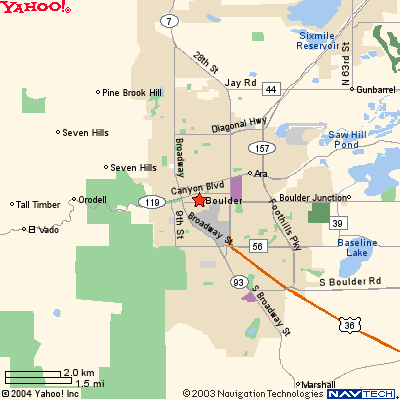 YAHOO!
7
28th St
Sixmile
Reservoir
N 63rd St
Jay Rd
44
Pine Brook Hill
Gunbarrel
Diagonal Hwy
Seven Hills
Broadway
157
Saw Hill
Pond
Seven Hills
Ara
Canyon Blvd
Orodell
119
Boulder
Boulder Junction
Tall Timber
9th St
Broadway St
Foothills Pky
39
El Vado
56
Baseline
Lake
93
S Boulder Rd
S Broadway St
36
2.0 km
1.5 mi
Marshall
©2004 Yahoo! Inc
©2003 Navigation Technologies
NAVTECH